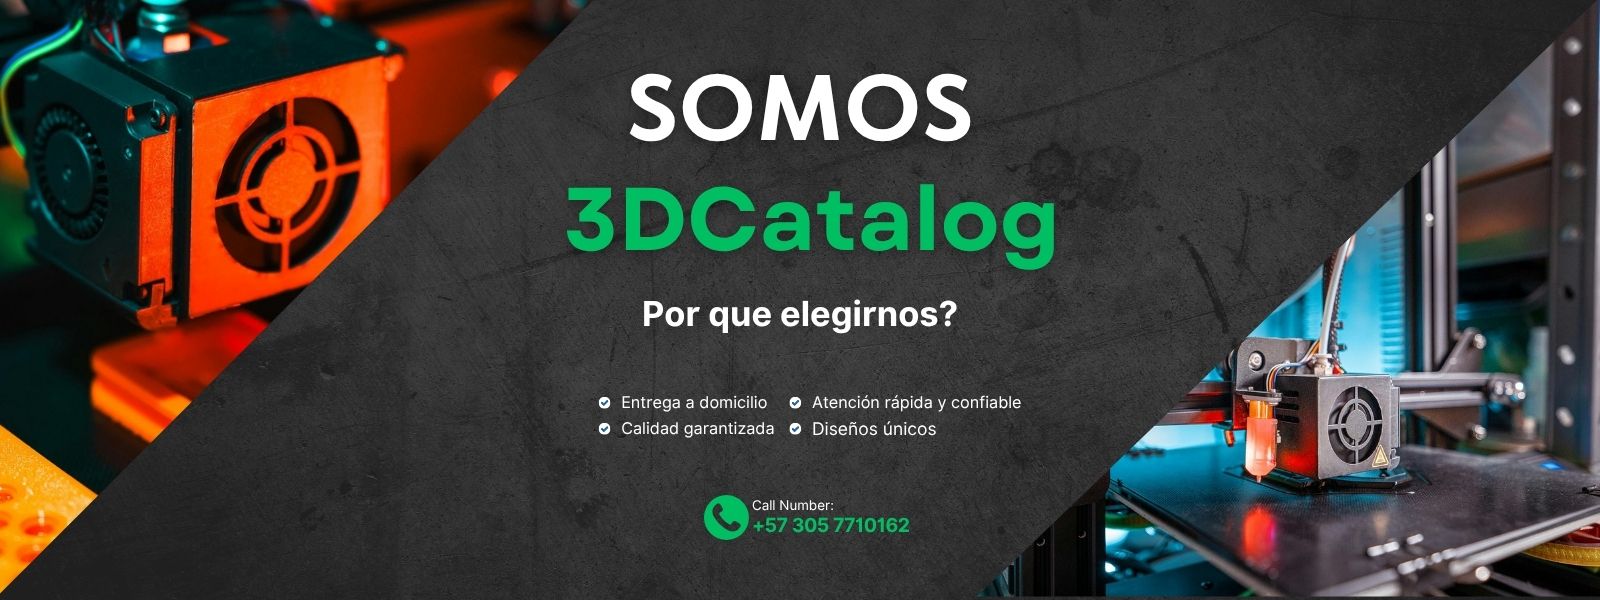 SOMOS
3DCatalog
Por que elegirnos?
Entrega a domicilio
Calidad garantizada
Atención rápida y confiable
Diseños únicos
Call Number:
+57 305 7710162